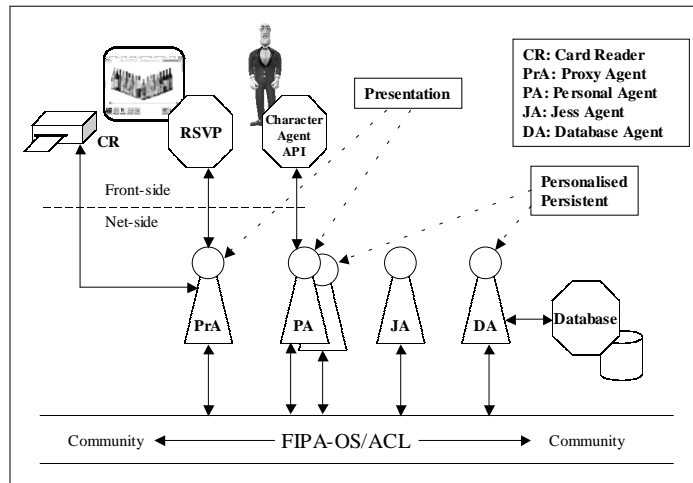 CR: Card Reader
PrA: Proxy Agent
PA: Personal Agent
JA: Jess Agent
DA: Database Agent
Presentation
CR
RSVP
Character
Agent
API
Front-side
Net-side
Personalised
Persistent
PrA
PA
JA
DA
Database
Community
FIPA-OS/ACL
Community